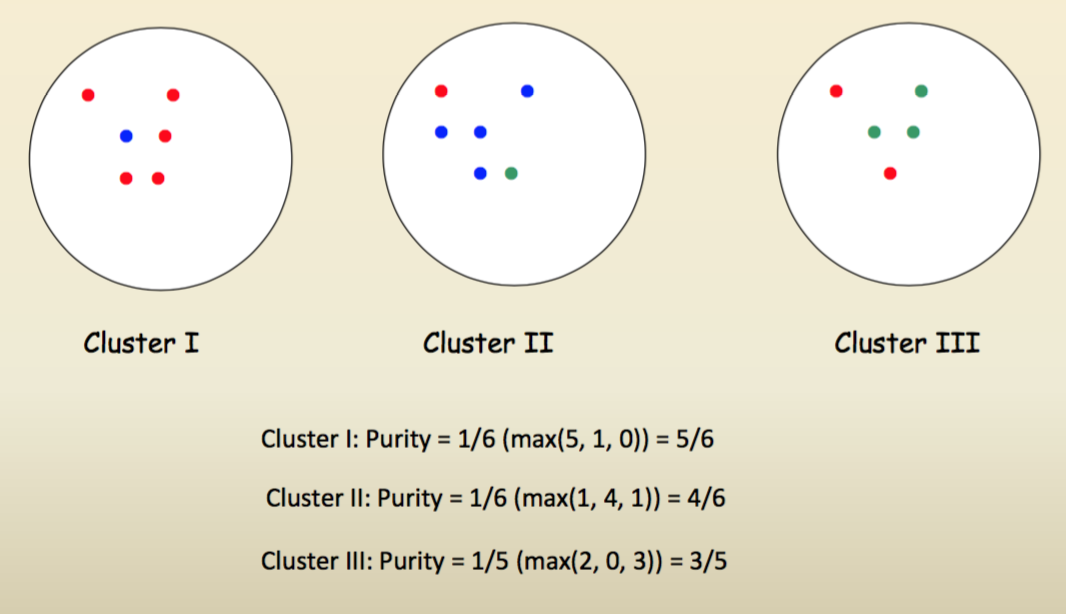 Cluster I
Cluster II
Cluster III
Cluster I: Purity = 1/6 (max(5, 1, 0)) = 5/6
Cluster II: Purity = 1/6 (max(1, 4, 1)) = 4/6
Cluster III: Purity = 1/5 (max(2, 0, 3)) = 3/5